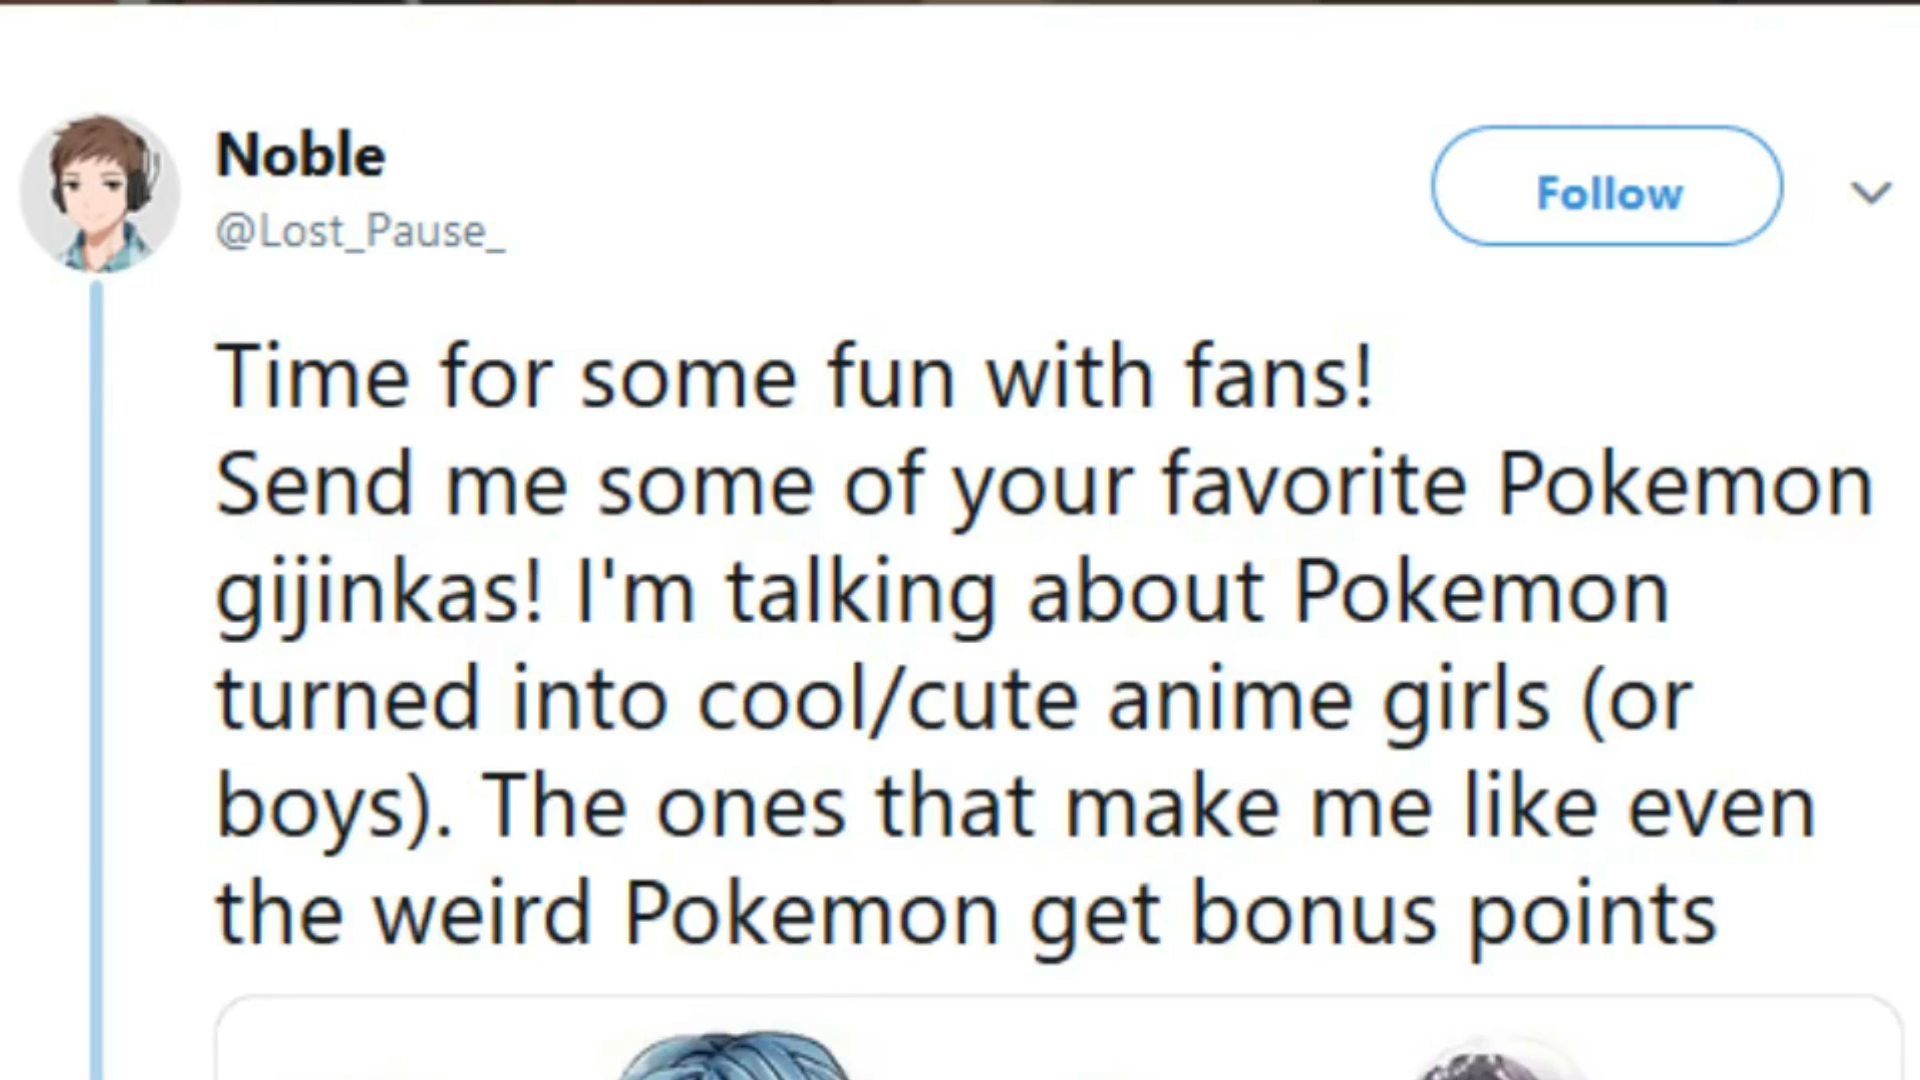 Noble
@Lost_Pause_
Follow
Time for some fun with fans!
Send me some of your favorite Pokemon
gijinkas! I'm talking about Pokemon
turned into cool/cute anime girls (or
boys). The ones that make me like even
the weird Pokemon get bonus points